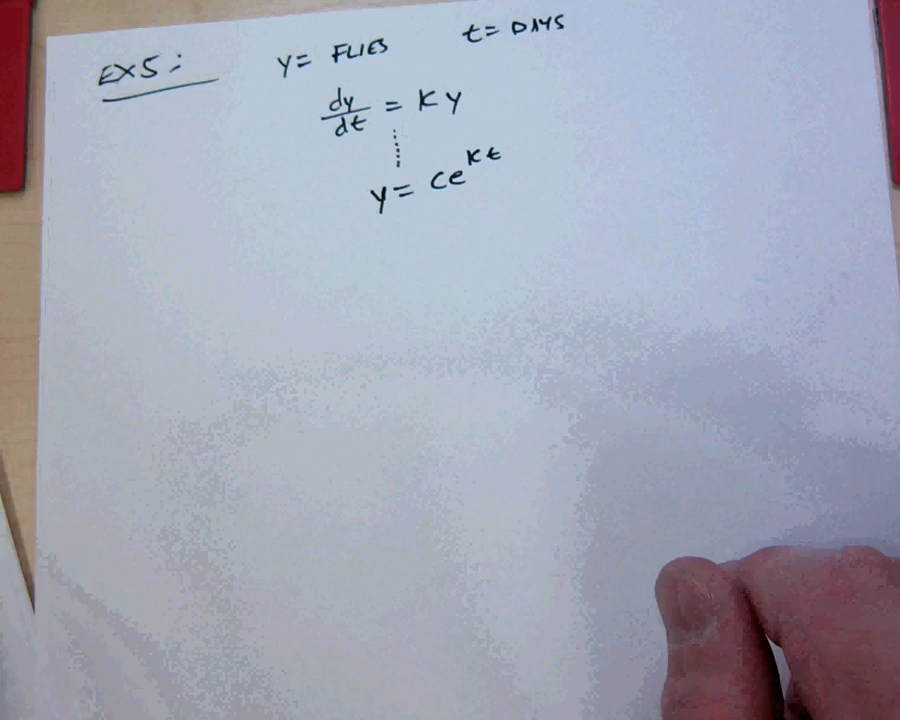 EX5: y = FLIES t = DAYS
dy/dt = Ky
y = ce^Kt